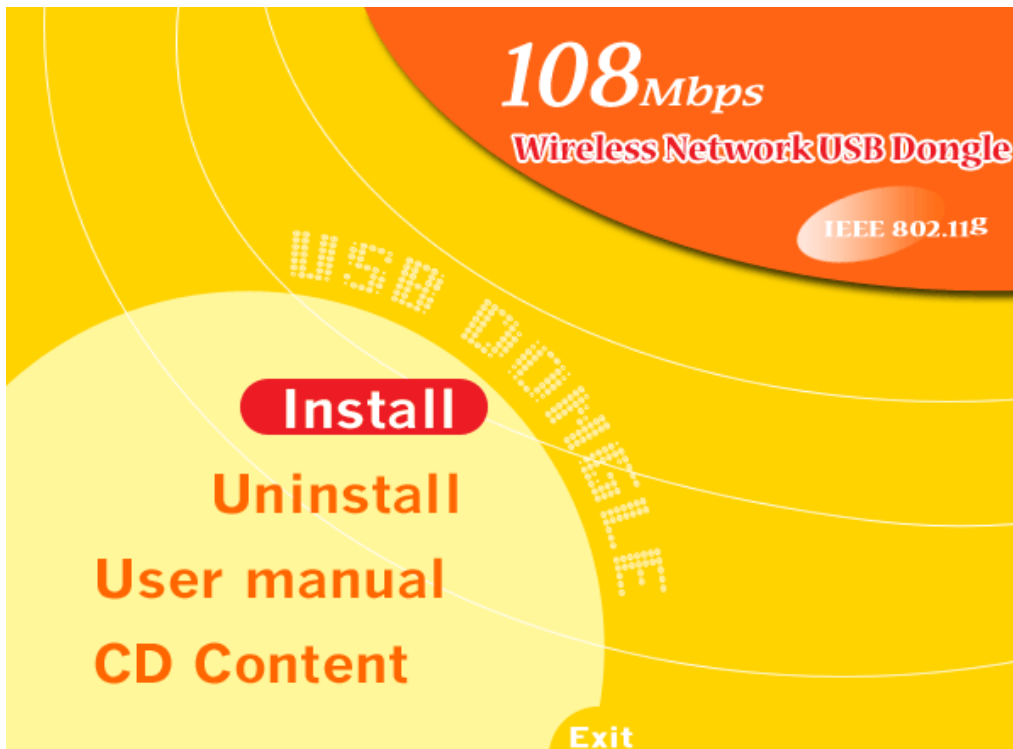 108Mbps
Wireless Network USB Dongle
IEEE 802.11g
USB DONGLE
Install
Uninstall
User manual
CD Content
Exit